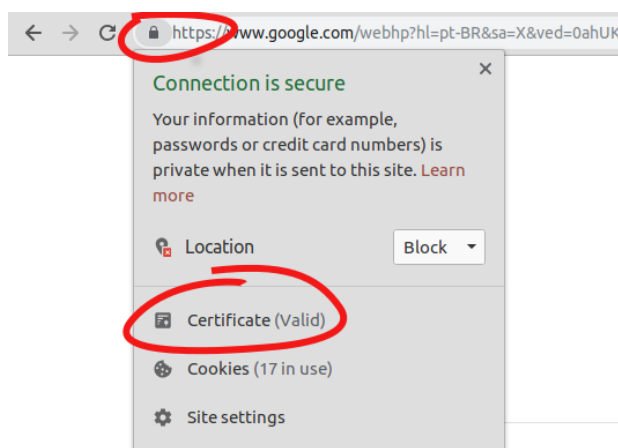 https://www.google.com/webhp?hl=pt-BR&sa=X&ved=0ahUK
Connection is secure
Your information (for example,
passwords or credit card numbers) is
private when it is sent to this site. Learn
more
Location Block
Certificate (Valid)
Cookies (17 in use)
Site settings